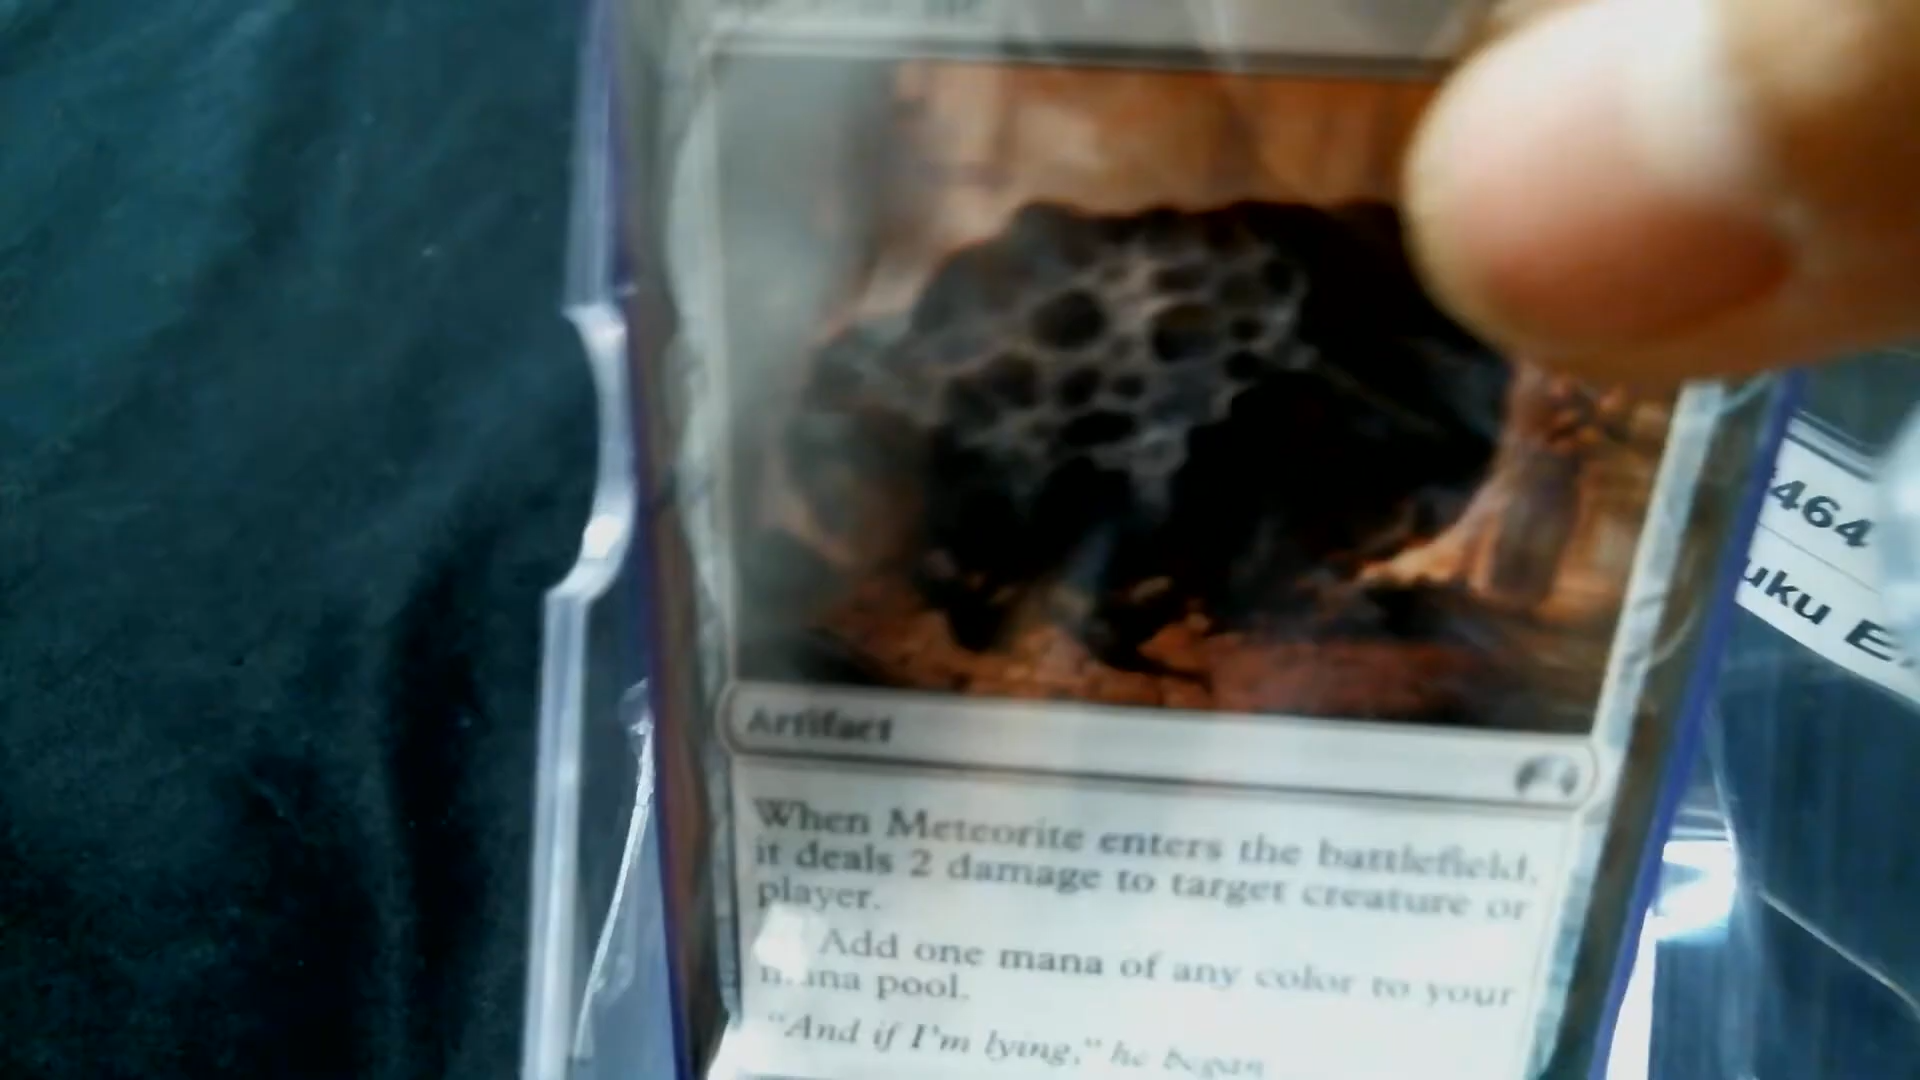 Artifact
When Meteorite enters the battlefield,
it deals 2 damage to target creature or
player.
Add one mana of any color to your
mana pool.
"And if I'm lying," he began
464
uku E